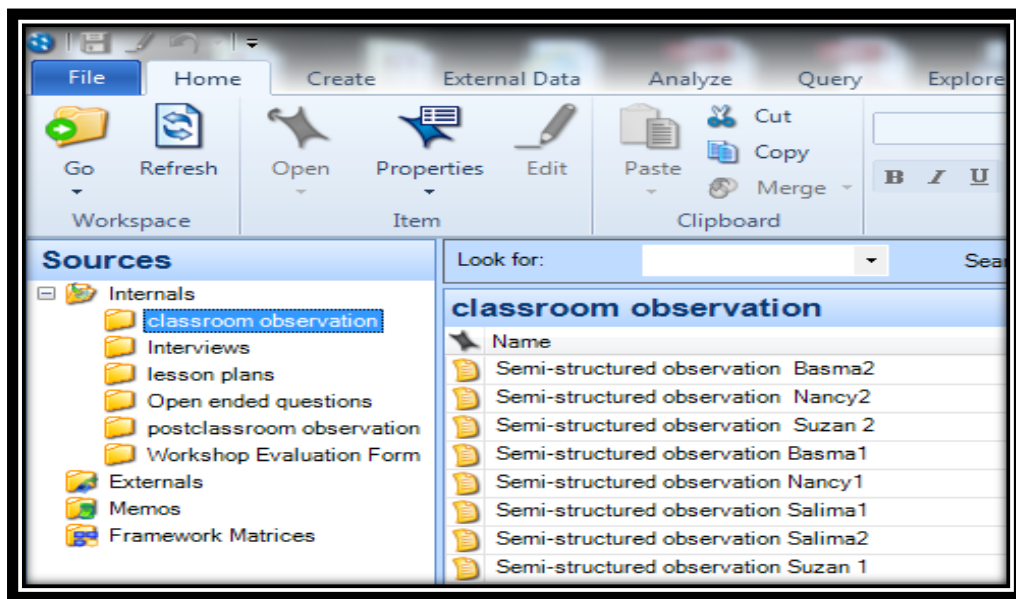 File Home Create External Data Analyze Query Explore
Go Refresh Open Properties Edit Paste Cut
Copy
Merge
B I U
Workspace Item Clipboard
Sources
Internals
classroom observation
Interviews
lesson plans
Open ended questions
postclassroom observation
Workshop Evaluation Form
Externals
Memos
Framework Matrices
Look for: Sea
classroom observation
Name
Semi-structured observation Basma2
Semi-structured observation Nancy2
Semi-structured observation Suzan 2
Semi-structured observation Basma1
Semi-structured observation Nancy1
Semi-structured observation Salima1
Semi-structured observation Salima2
Semi-structured observation Suzan 1